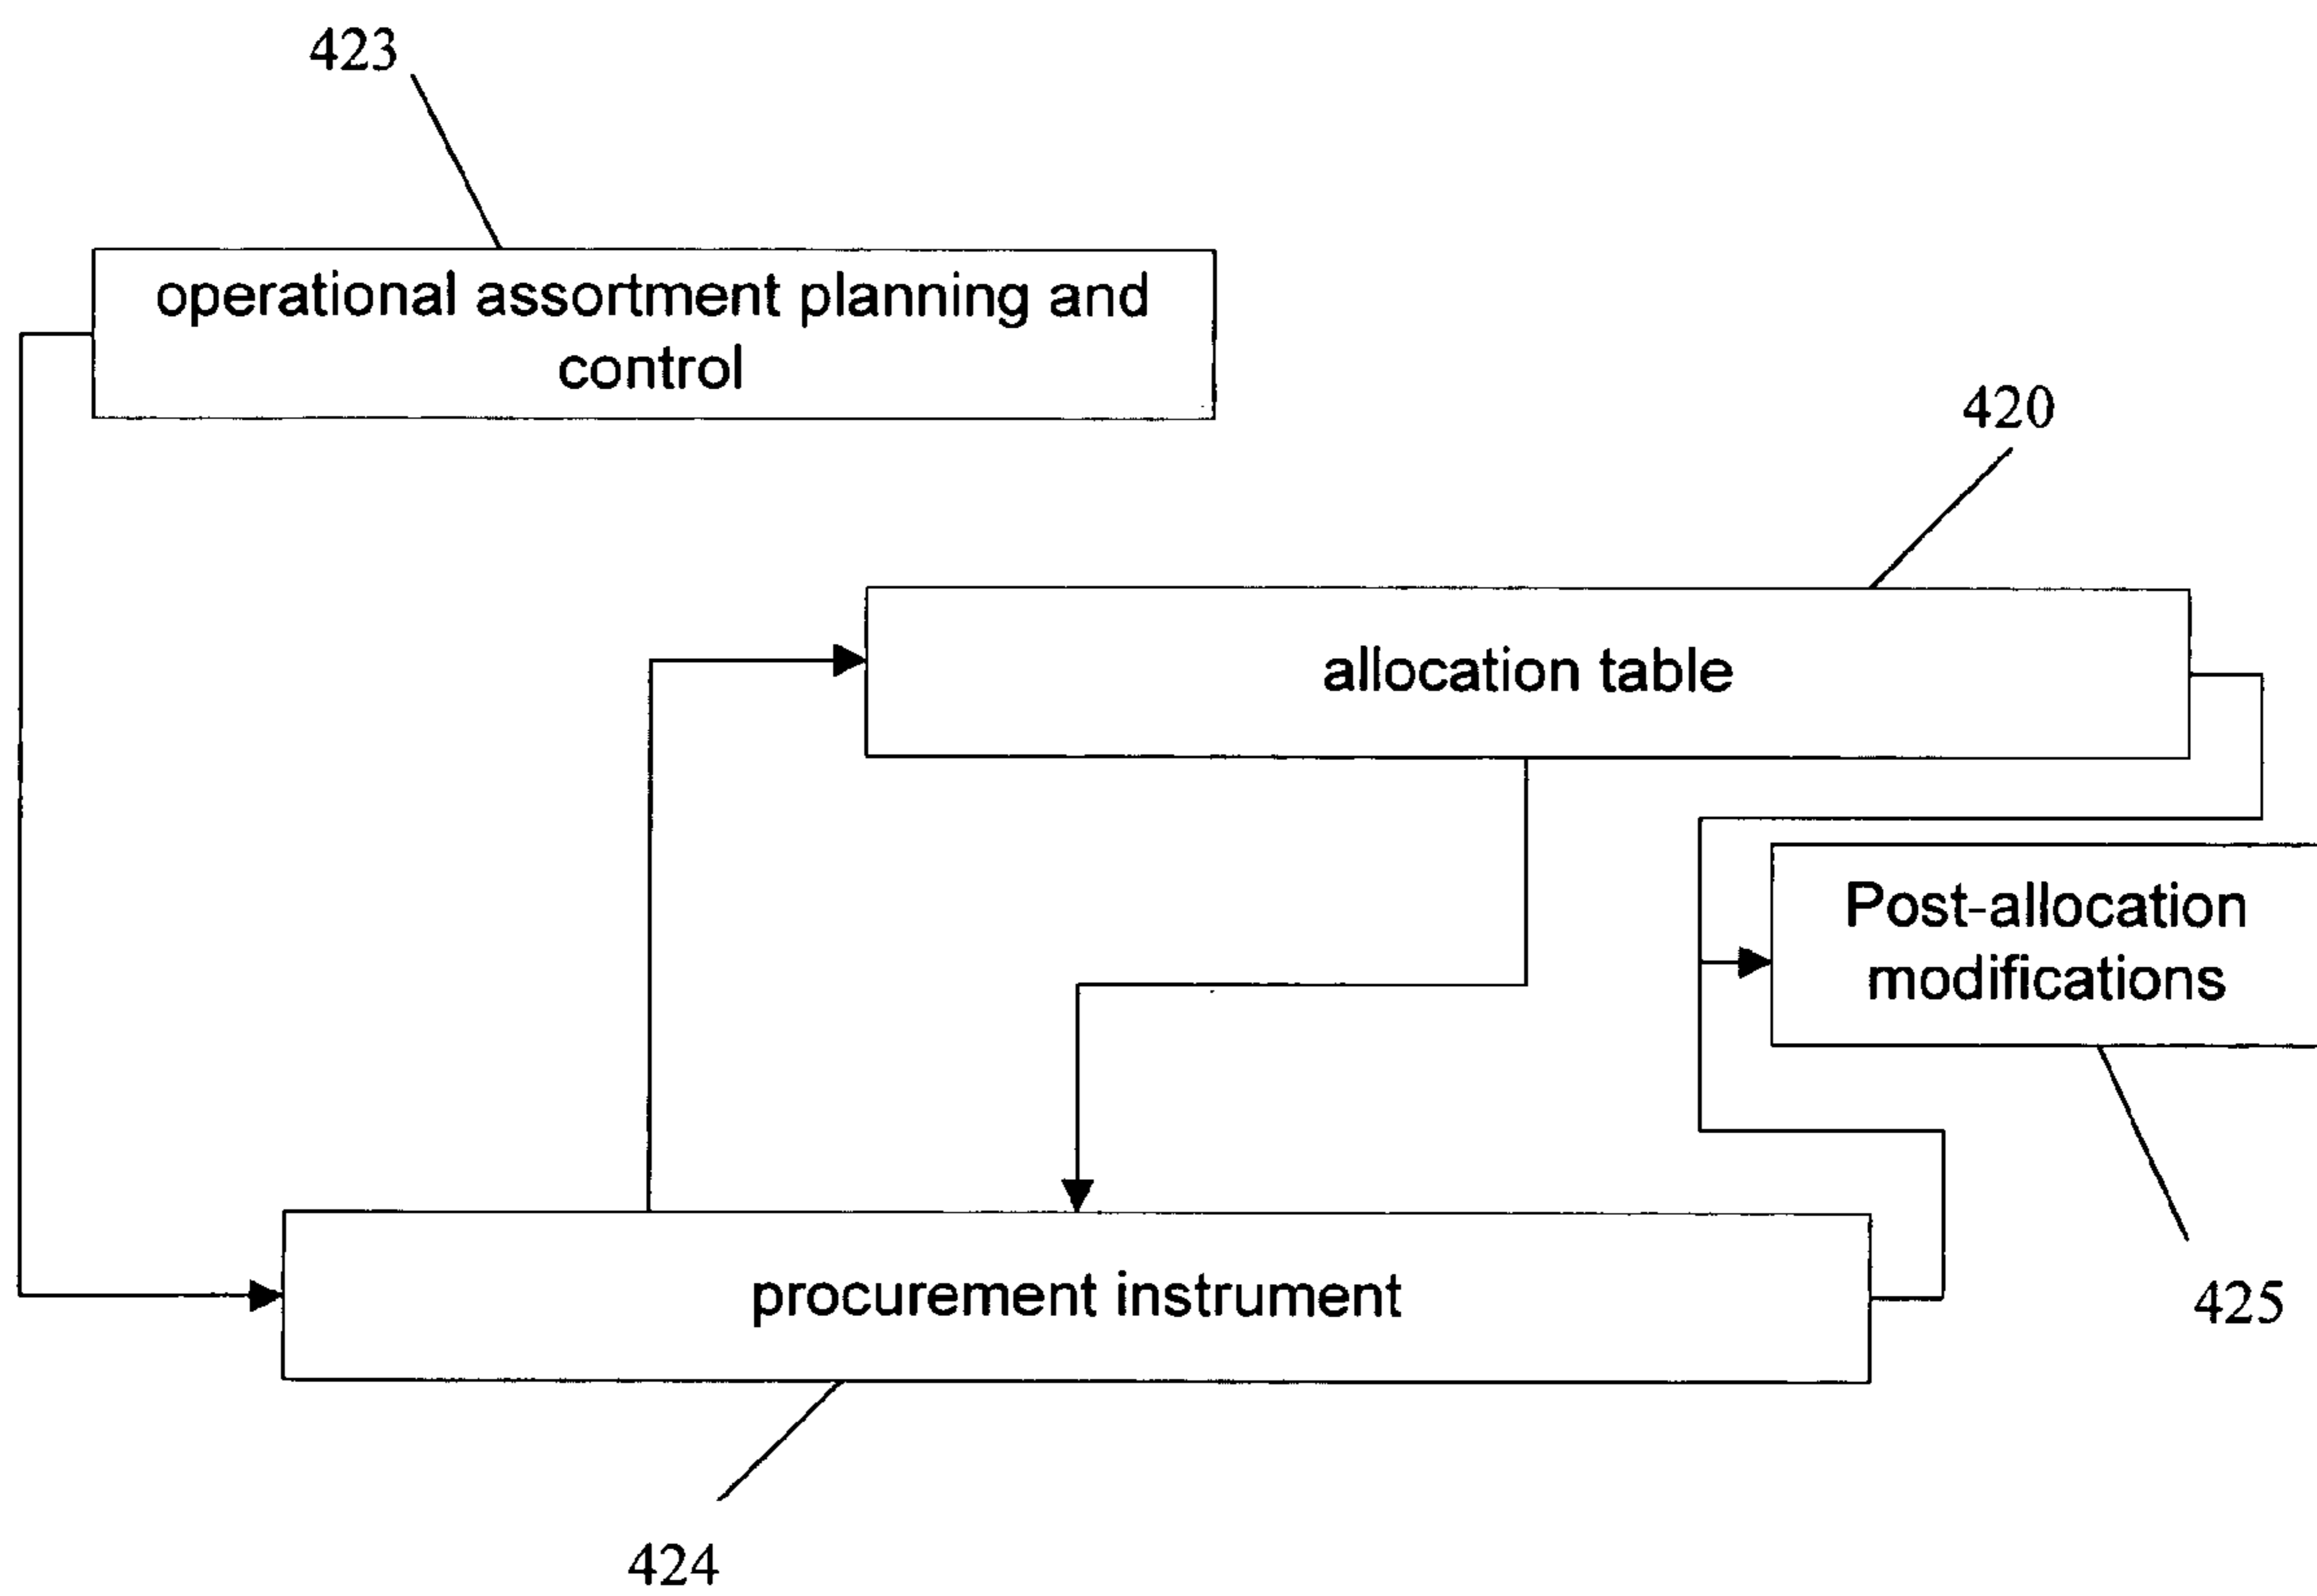 423
operational assortment planning and
control
420
allocation table
Post-allocation
modifications
procurement instrument
425
424